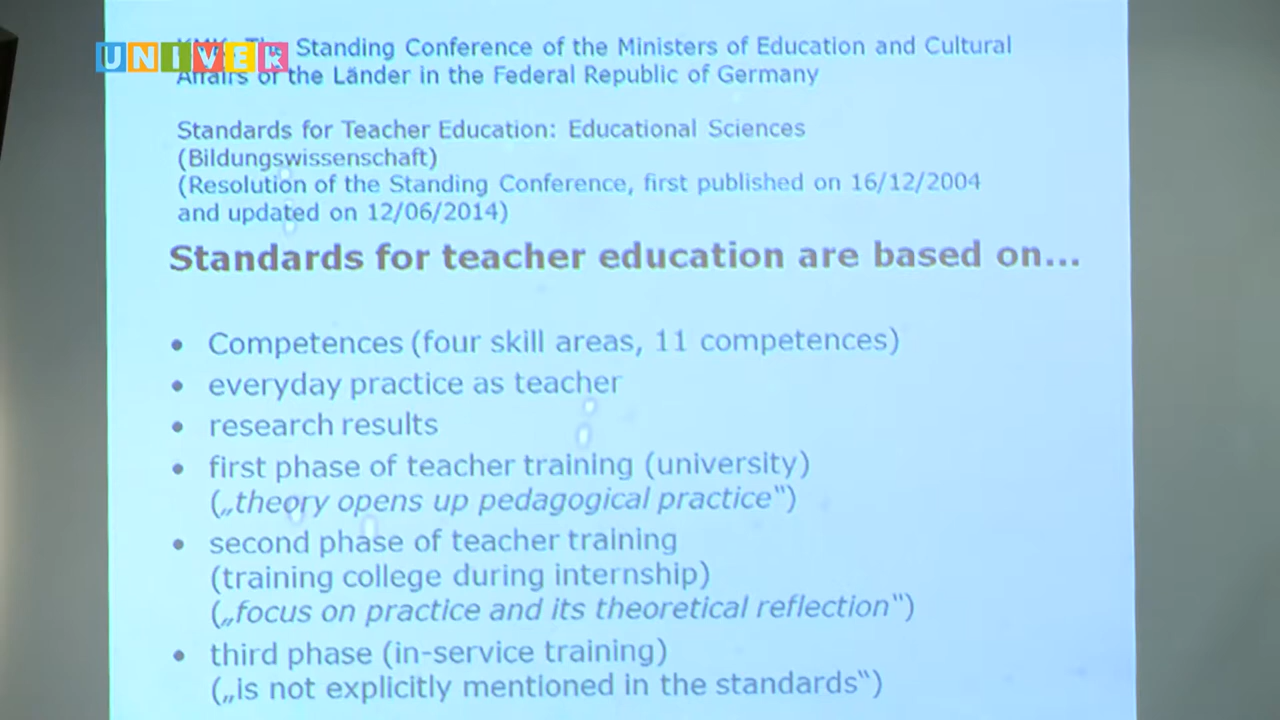 UNIVER
Standing Conference of the Ministers of Education and Cultural
Affairs of the Länder in the Federal Republic of Germany
Standards for Teacher Education: Educational Sciences
(Bildungswissenschaft)
(Resolution of the Standing Conference, first published on 16/12/2004
and updated on 12/06/2014)
Standards for teacher education are based on...
• Competences (four skill areas, 11 competences)
• everyday practice as teacher
• research results
• first phase of teacher training (university)
(„theory opens up pedagogical practice‟)
• second phase of teacher training
(training college during internship)
(„focus on practice and its theoretical reflection‟)
• third phase (in-service training)
(„is not explicitly mentioned in the standards‟)